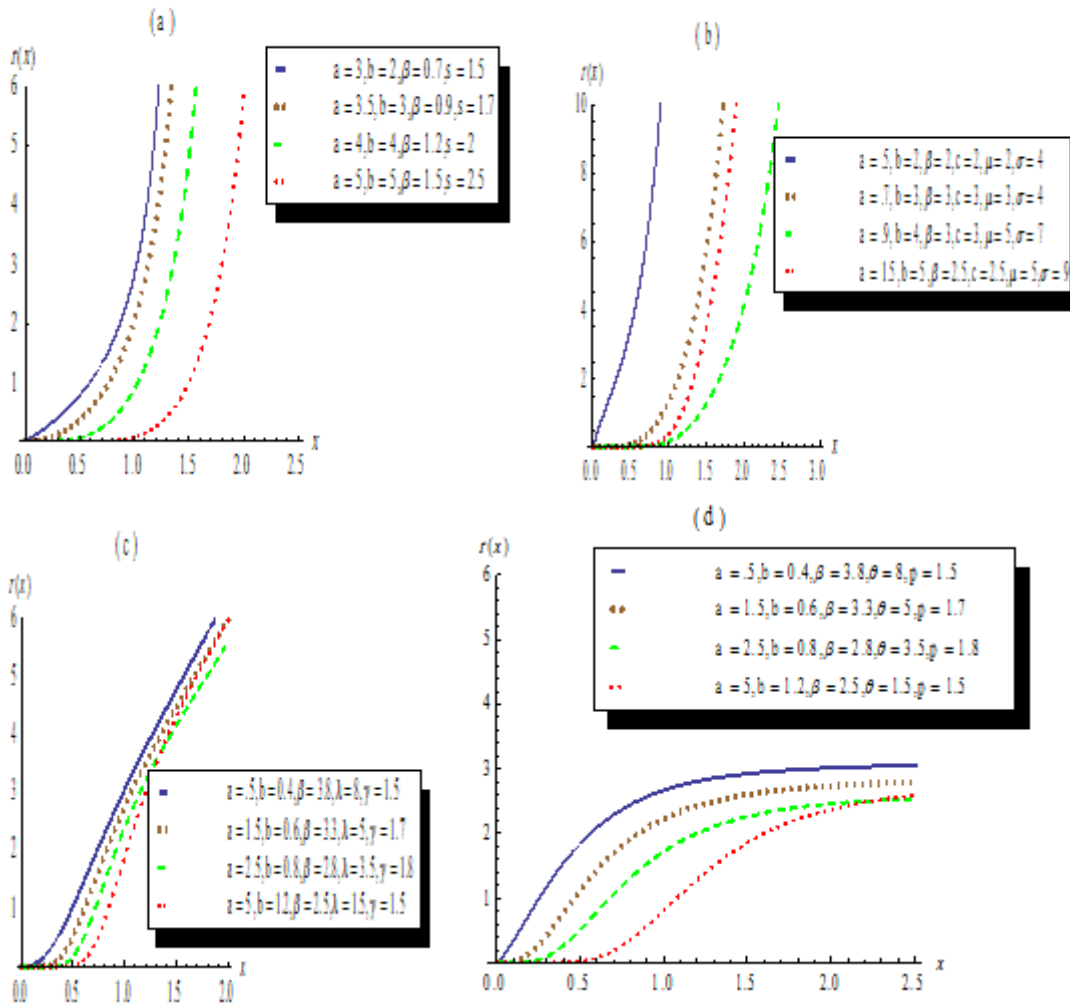 (a)
r(x)
6
5
4
3
2
1
0.0 0.5 1.0 1.5 2.0 2.5 x
a = 3,b = 2,β = 0.7,s = 1.5
a = 3.5,b = 3,β = 0.9,s = 1.7
a = 4,b = 4,β = 1.2,s = 2
a = 5,b = 5,β = 1.5,s = 2.5
(b)
r(x)
10
8
6
4
2
0.0 0.5 1.0 1.5 2.0 2.5 3.0 x
a = 5,b = 2,β = 2,c = 2,μ = 2,σ = 4
a = .7,b = 3,β = 3,c = 3,μ = 3,σ = 4
a = .9,b = 4,β = 3,c = 3,μ = 5,σ = 7
a = 15,b = 5,β = 2.5,c = 2.5,μ = 5,σ = 9
(c)
r(x)
6
5
4
3
2
1
0.0 0.5 1.0 1.5 2.0 x
a = .5,b = 0.4,β = 3.8,λ = 8,γ = 1.5
a = 1.5,b = 0.6,β = 3.3,λ = 5,γ = 1.7
a = 2.5,b = 0.8,β = 2.8,λ = 3.5,γ = 1.8
a = 5,b = 1.2,β = 2.5,λ = 1.5,γ = 1.5
(d)
r(x)
6
5
4
3
2
1
0
0.0 0.5 1.0 1.5 2.0 2.5 x
a = .5,b = 0.4,β = 3.8,θ = 8,p = 1.5
a = 1.5,b = 0.6,β = 3.3,θ = 5,p = 1.7
a = 2.5,b = 0.8,β = 2.8,θ = 3.5,p = 1.8
a = 5,b = 1.2,β = 2.5,θ = 1.5,p = 1.5